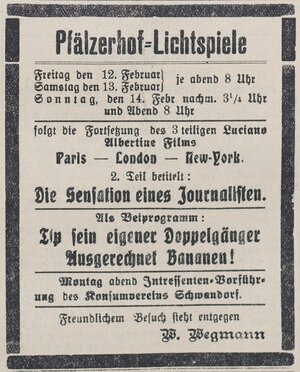 Pfälzerhof=Lichtspiele
Freitag den 12. Februar } je abend 8 Uhr
Samstag den 13. Februar
Sonntag, den 14. Febr nachm. 3¼ Uhr
und Abend 8 Uhr
folgt die Fortsetzung des 3 teiligen Luciano
Albertine Films
Paris — London — New-York.
2. Teil betitelt:
Die Sensation eines Journalisten.
Als Beiprogramm:
Tip sein eigener Doppelgänger
Ausgerechnet Bananen!
Montag abend Intressenten-Vorführ-
ung des Konsumvereins Schwandorf.
Freundlichem Besuch sieht entgegen
W. Wegmann